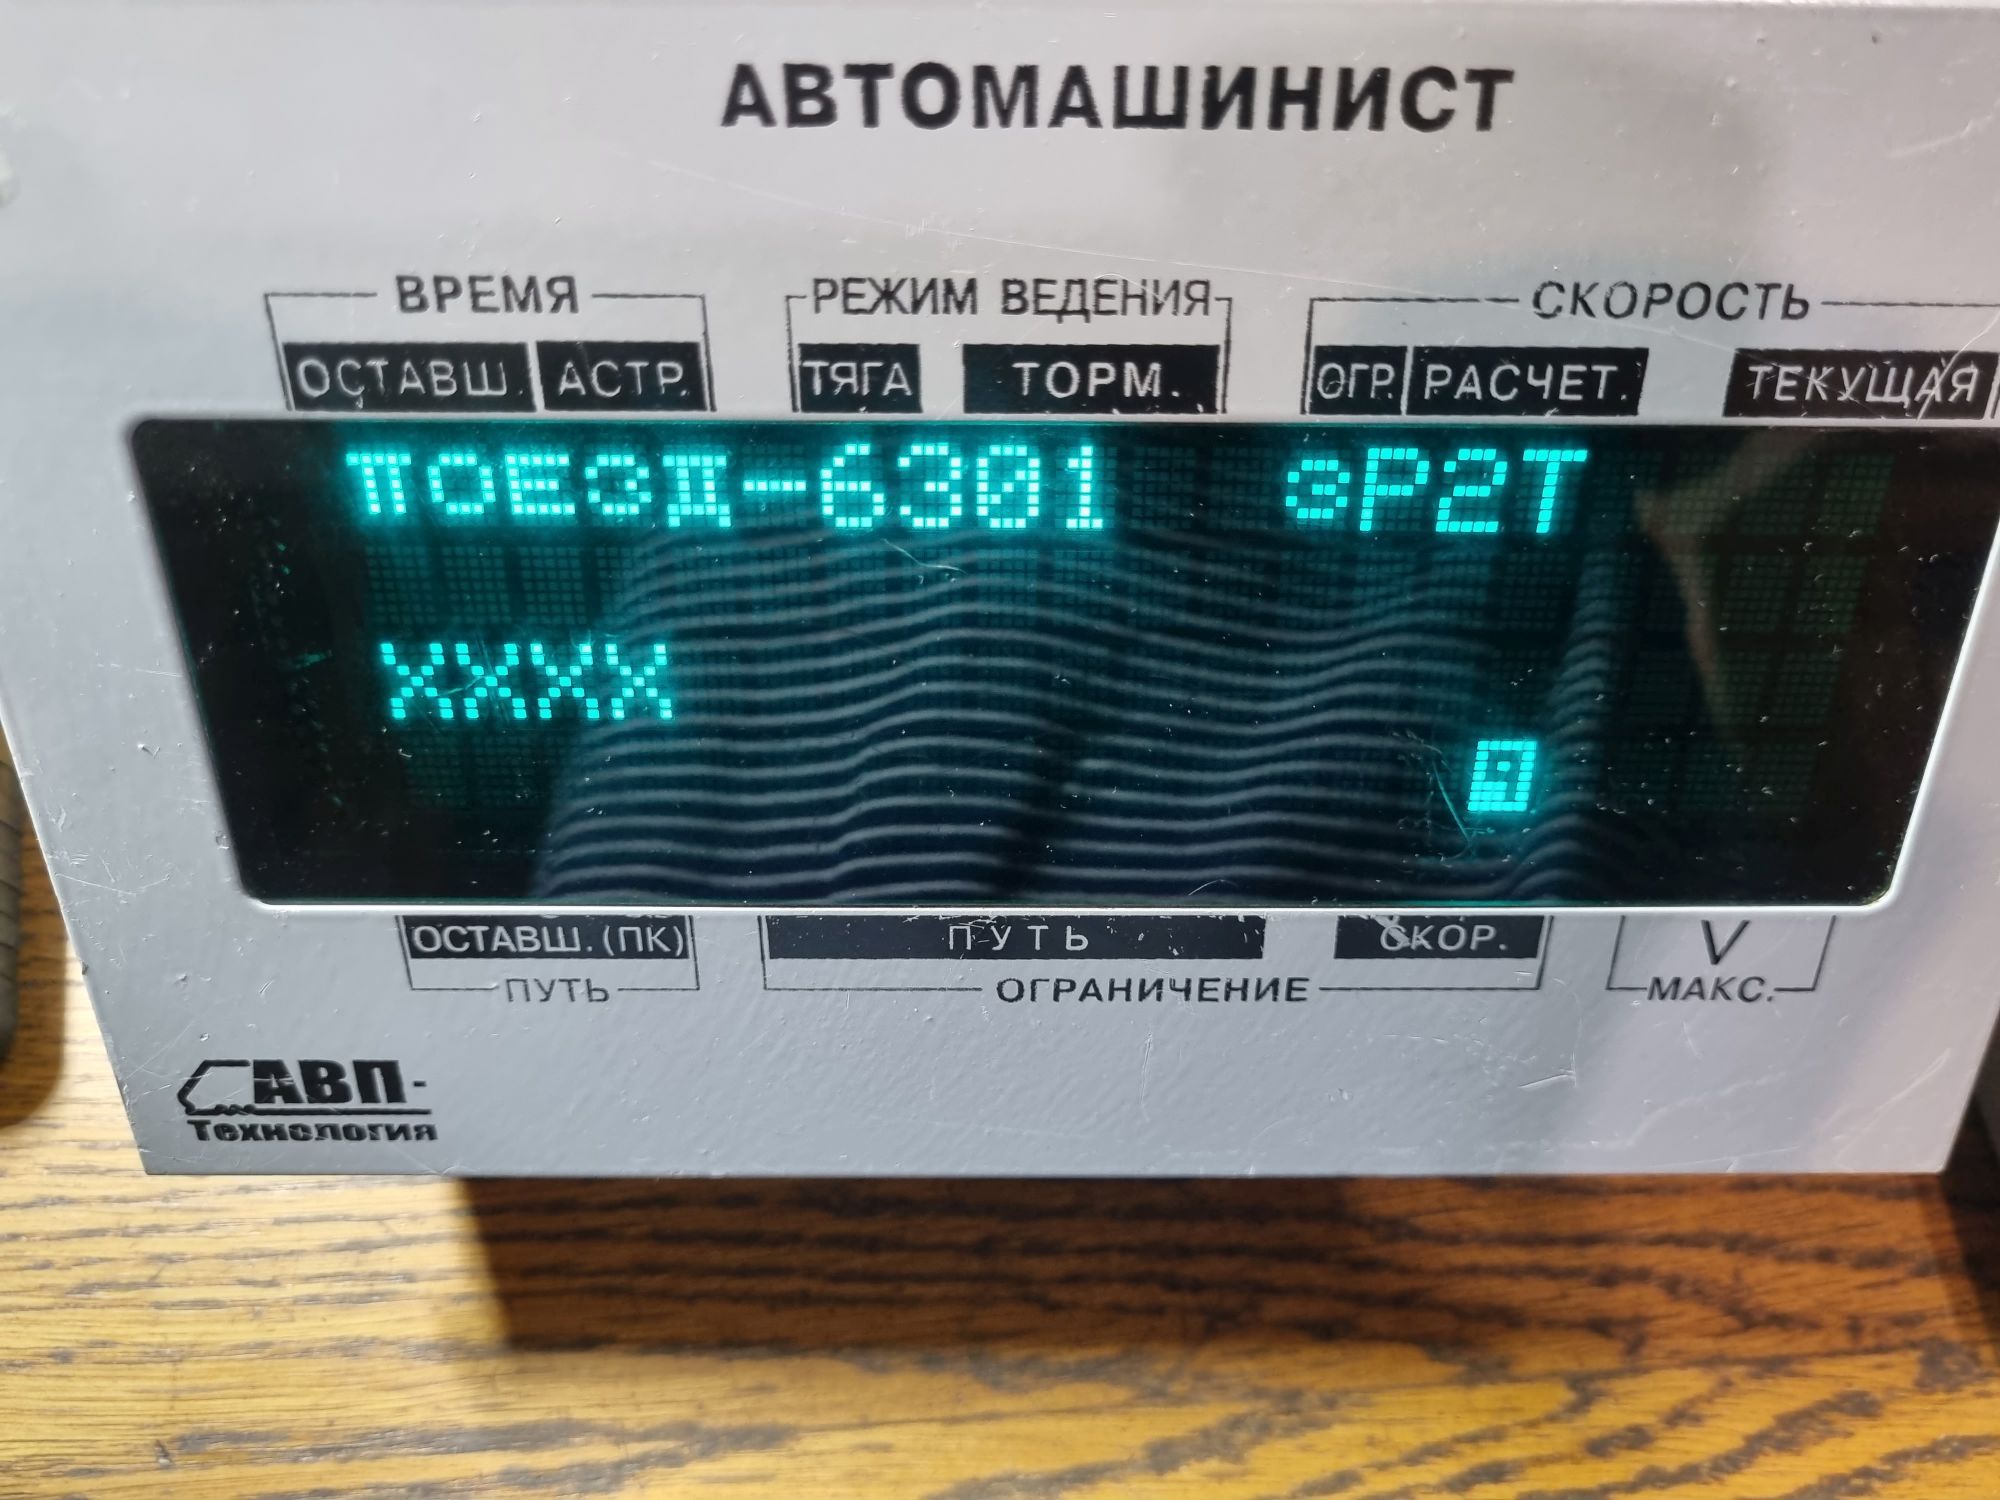 АВТОМАШИНИСТ
ВРЕМЯ РЕЖИМ ВЕДЕНИЯ СКОРОСТЬ
ОСТАВШ. АСТР. ТЯГА ТОРМ. ОГР. РАСЧЕТ. ТЕКУЩАЯ
ПОЕЗД-6301 эР2Т
XXXX
ОСТАВШ. (ПК) ПУТЬ СКОР. V
ПУТЬ ОГРАНИЧЕНИЕ МАКС.
АВП-
Технология